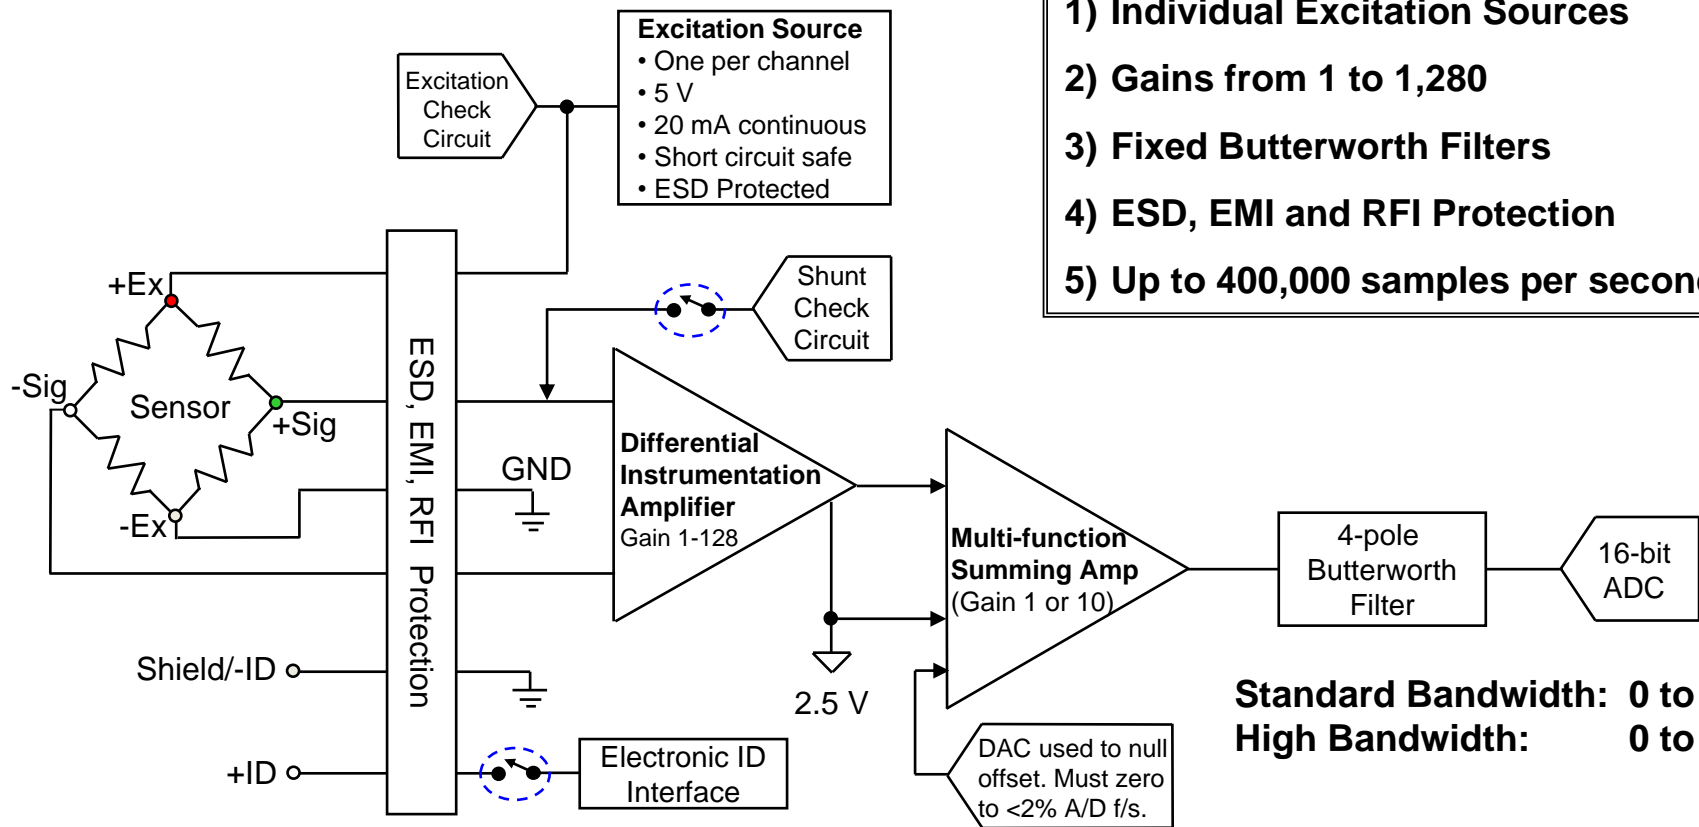 Excitation Source
• One per channel
• 5 V
• 20 mA continuous
• Short circuit safe
• ESD Protected
Excitation
Check
Circuit
1) Individual Excitation Sources
2) Gains from 1 to 1,280
3) Fixed Butterworth Filters
4) ESD, EMI and RFI Protection
5) Up to 400,000 samples per
+Ex
-Sig
Sensor
+Sig
-Ex
ESD, EMI, RFI Protection
Shunt
Check
Circuit
GND
Differential
Instrumentation
Amplifier
Gain 1-128
2.5 V
Multi-function
Summing Amp
(Gain 1 or 10)
4-pole
Butterworth
Filter
16-bit
ADC
Shield/-ID
+ID
Electronic ID
Interface
DAC used to null
offset. Must zero
to <2% A/D f/s.
Standard Bandwidth: 0 to
High Bandwidth: 0 to